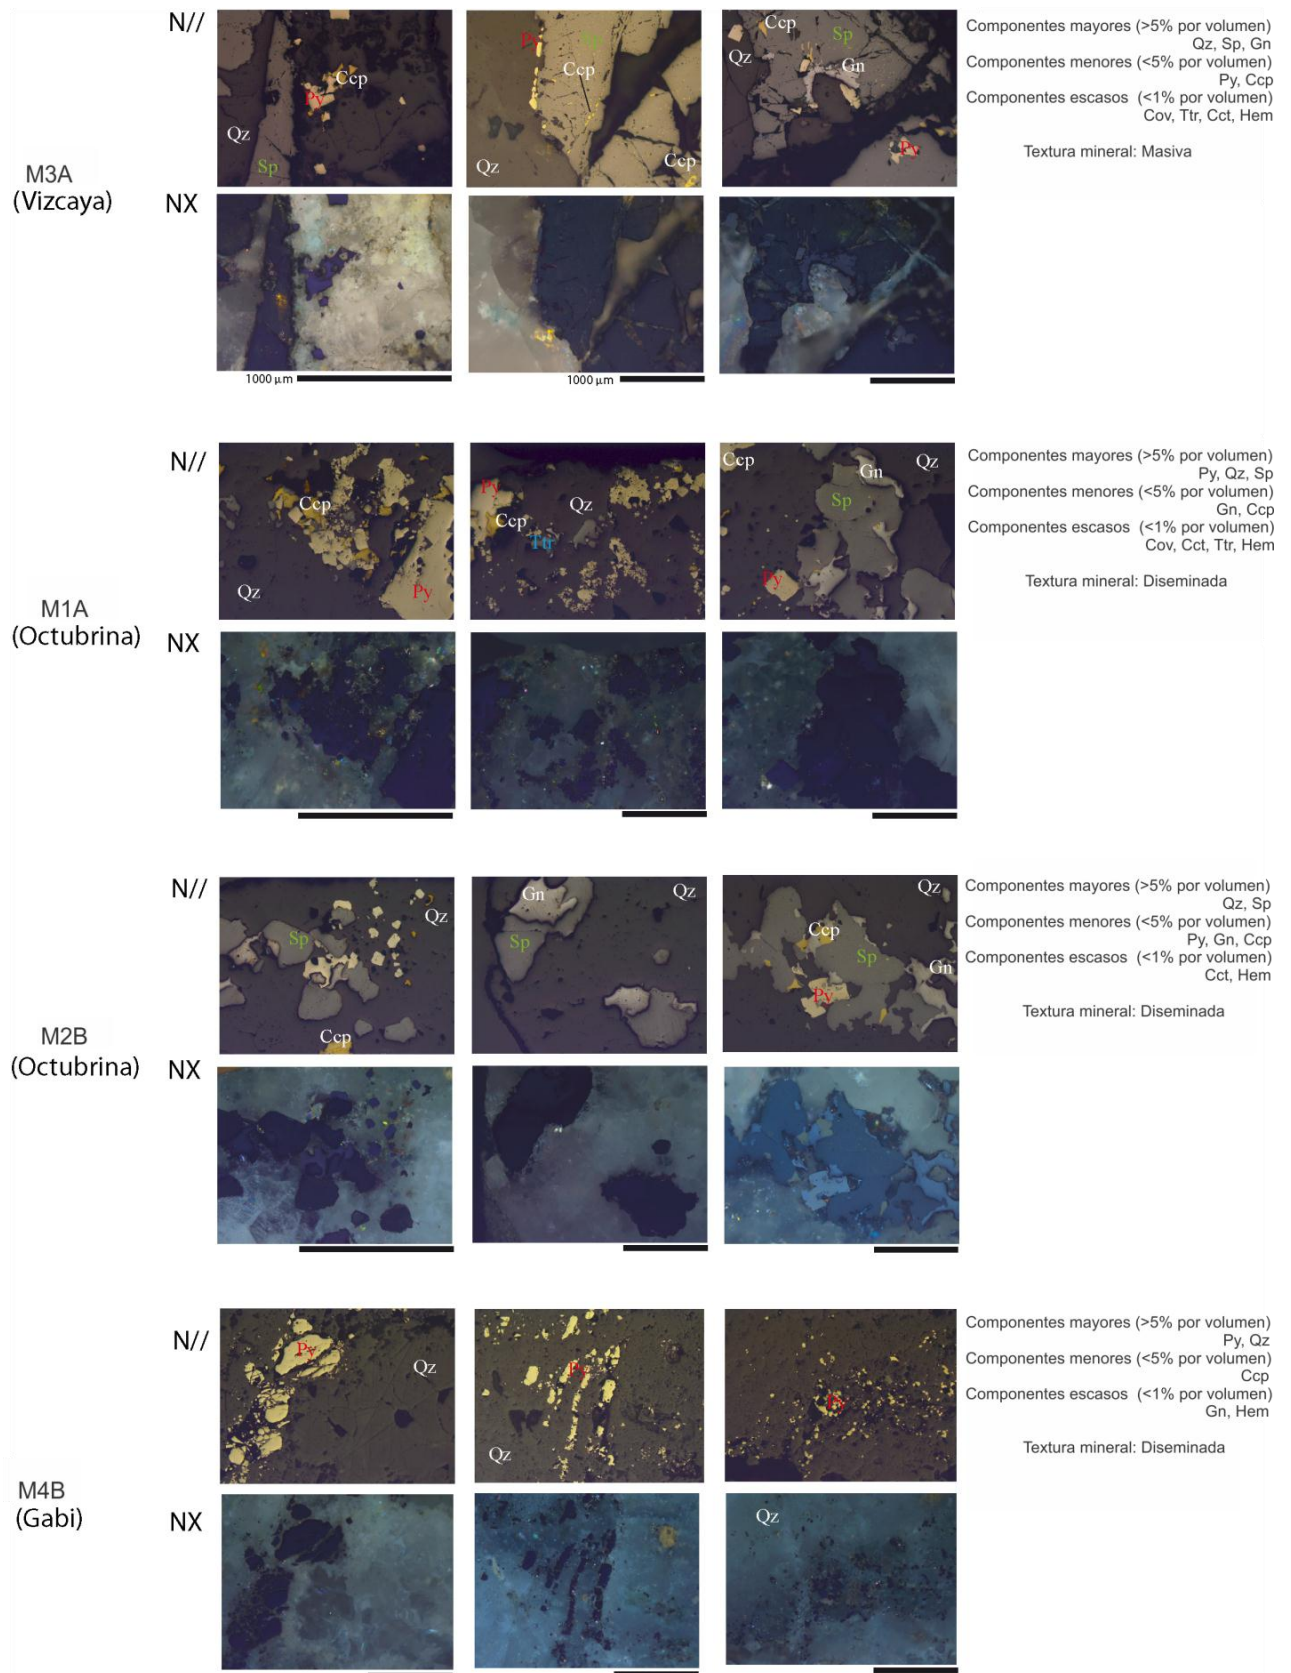 N//
Py
Ccp
Qz
Sp
Py
Sp
Ccp
Qz
Ccp
Ccp
Sp
Qz
Gn
Py
Componentes mayores (>5% por volumen)
Qz, Sp, Gn
Componentes menores (<5% por volumen)
Py, Ccp
Componentes escasos (<1% por volumen)
Cov, Ttr, Cct, Hem
Textura mineral: Masiva
M3A
(Vizcaya)
NX
1000 µm
1000 µm
N//
Ccp
Qz
Py
Py
Qz
Ccp
Ttr
Ccp
Gn
Qz
Sp
Py
Componentes mayores (>5% por volumen)
Py, Qz, Sp
Componentes menores (<5% por volumen)
Gn, Ccp
Componentes escasos (<1% por volumen)
Cov, Cct, Ttr, Hem
Textura mineral: Diseminada
M1A
(Octubrina)
NX
N//
Qz
Sp
Ccp
Gn
Qz
Sp
Qz
Ccp
Sp
Gn
Py
Componentes mayores (>5% por volumen)
Qz, Sp
Componentes menores (<5% por volumen)
Py, Gn, Ccp
Componentes escasos (<1% por volumen)
Cct, Hem
Textura mineral: Diseminada
M2B
(Octubrina)
NX
N//
Py
Qz
Py
Qz
Py
Componentes mayores (>5% por volumen)
Py, Qz
Componentes menores (<5% por volumen)
Ccp
Componentes escasos (<1% por volumen)
Gn, Hem
Textura mineral: Diseminada
M4B
(Gabi)
NX
Qz